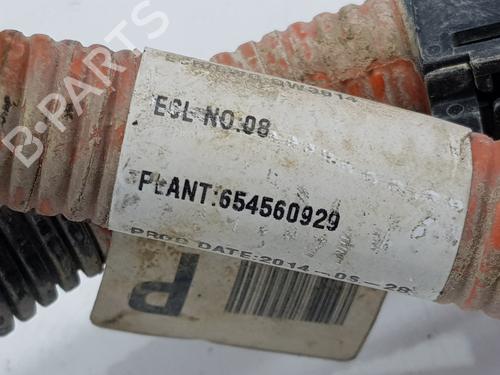 ECL NO:08
PLANT:654560929
PROD DATE:2014-05-28
P
B-PARTS